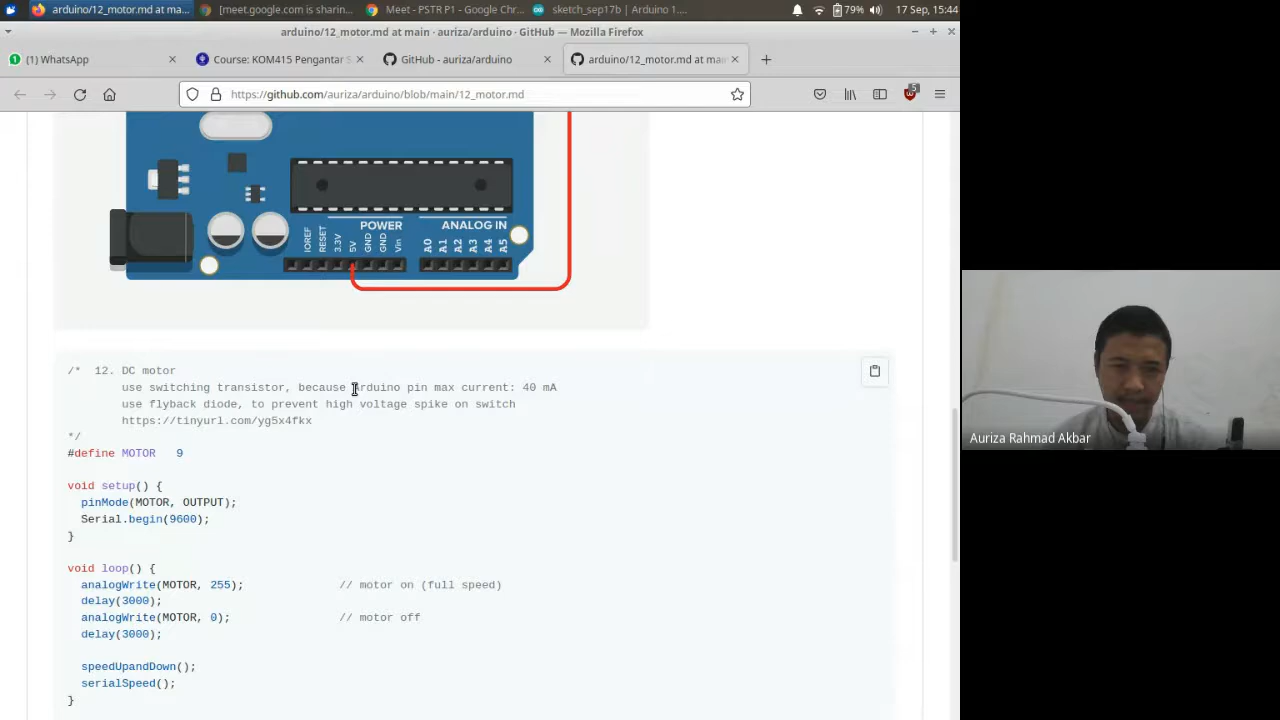 arduino/12_motor.md at ma...
[meet.google.com is sharin...
Meet - PSTR P1 - Google Chr...
sketch_sep17b | Arduino 1....
79%
17 Sep, 15:44
arduino/12_motor.md at main · auriza/arduino · GitHub — Mozilla Firefox
(1) WhatsApp
Course: KOM415 Pengantar S
GitHub - auriza/arduino
arduino/12_motor.md at mai
https://github.com/auriza/arduino/blob/main/12_motor.md
5
POWER
ANALOG IN
IOREF
RESET
3.3V
5V
GND
GND
Vin
A0
A1
A2
A3
A4
A5
/*  12. DC motor
use switching transistor, because Arduino pin max current: 40 mA
use flyback diode, to prevent high voltage spike on switch
https://tinyurl.com/yg5x4fkx
*/
#define MOTOR   9
void setup() {
pinMode(MOTOR, OUTPUT);
Serial.begin(9600);
}
void loop() {
analogWrite(MOTOR, 255);              // motor on (full speed)
delay(3000);
analogWrite(MOTOR, 0);                // motor off
delay(3000);
speedUpandDown();
serialSpeed();
}
Auriza Rahmad Akbar